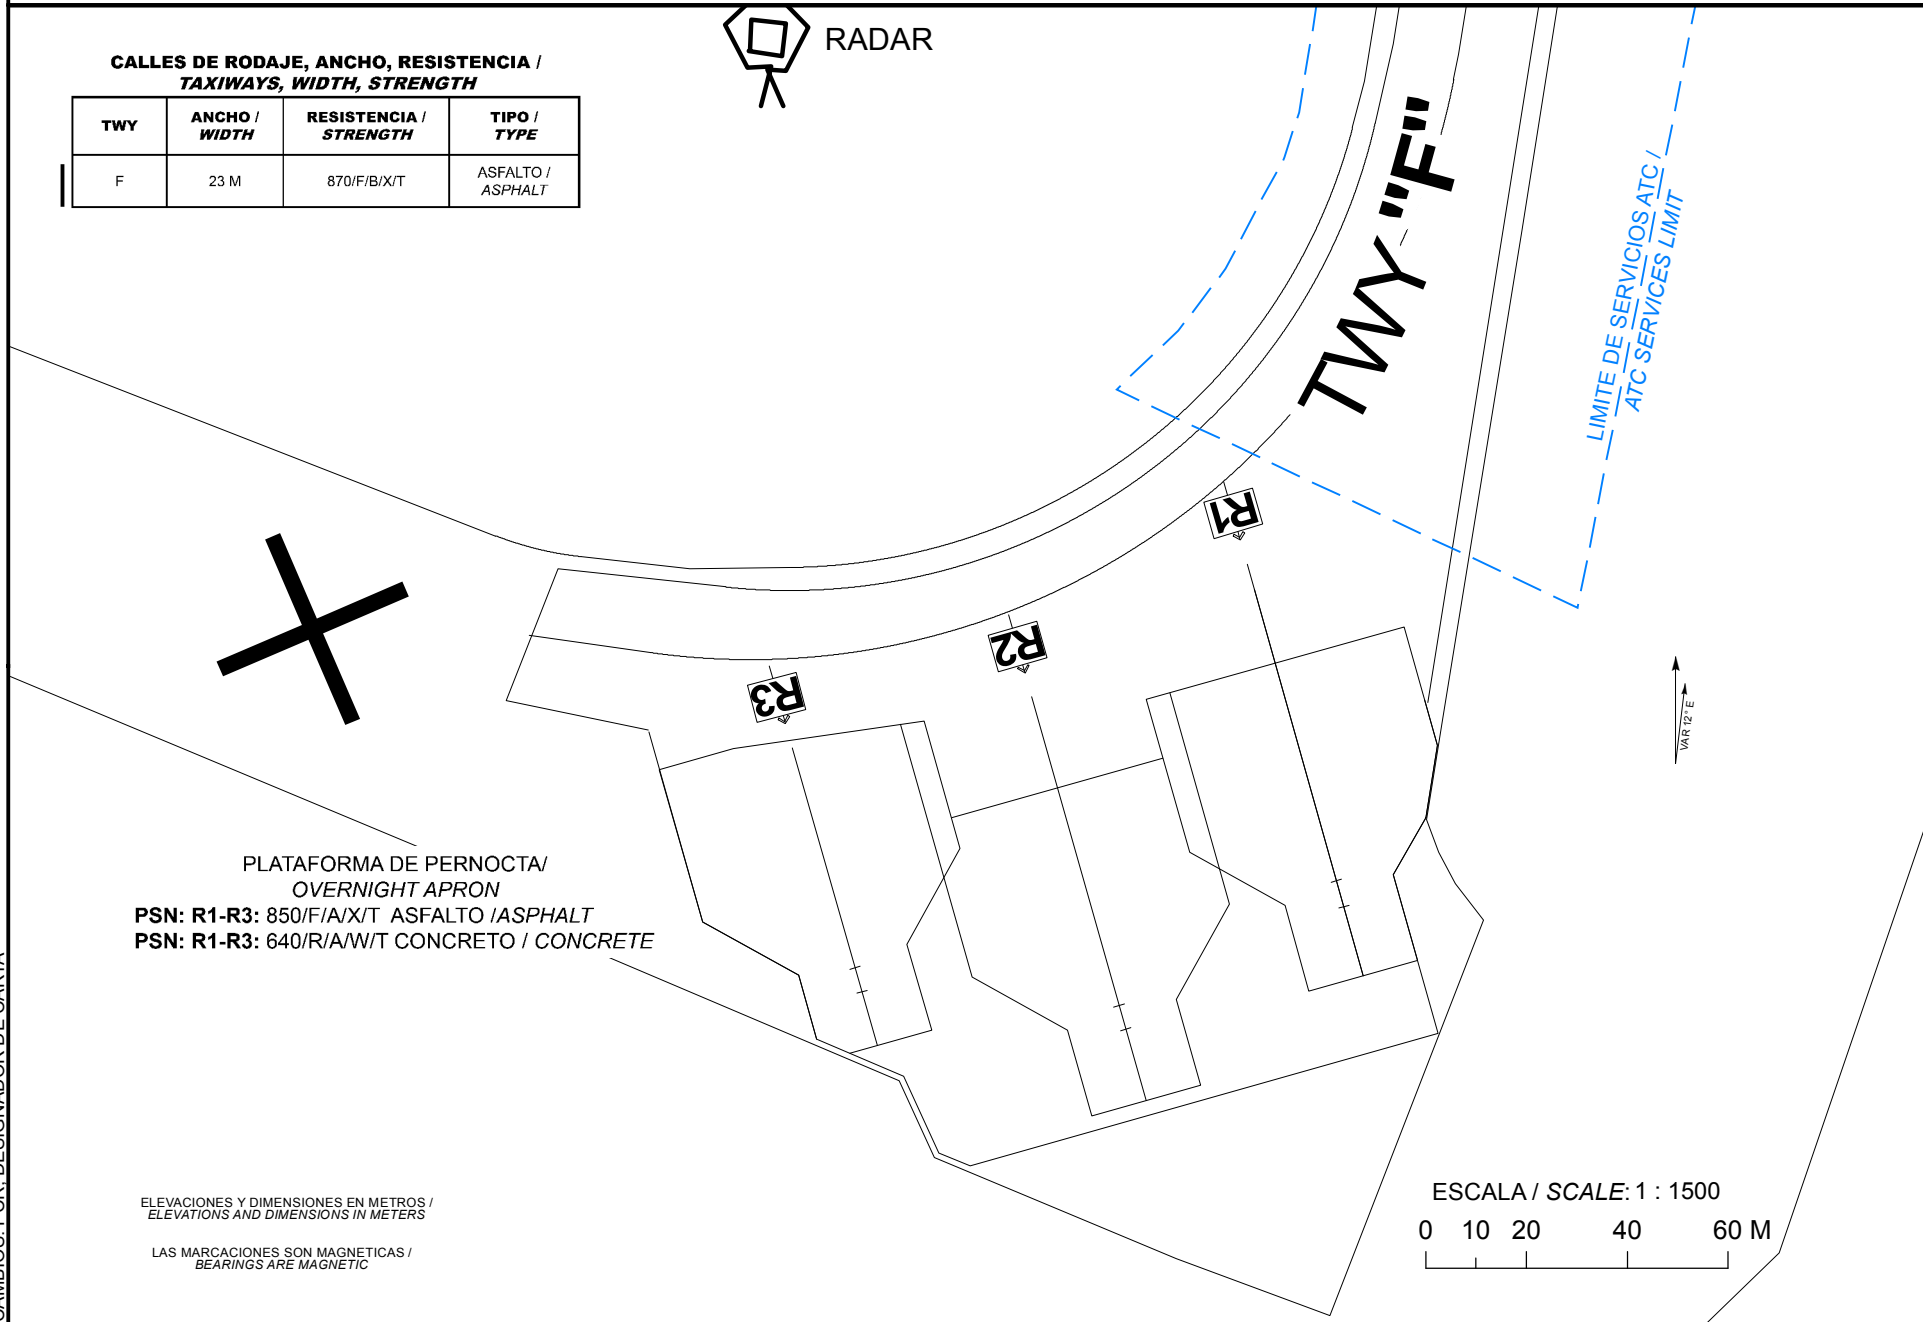 RADAR
CALLES DE RODAJE, ANCHO, RESISTENCIA /
TAXIWAYS, WIDTH, STRENGTH
TWY
ANCHO /
WIDTH
RESISTENCIA /
STRENGTH
TIPO /
TYPE
F
23 M
870/F/B/X/T
ASFALTO /
ASPHALT
TWY "F"
LIMITE DE SERVICIOS ATC /
ATC SERVICES LIMIT
R1
R2
R3
VAR 12° E
PLATAFORMA DE PERNOCTA/
OVERNIGHT APRON
PSN: R1-R3: 850/F/A/X/T ASFALTO /ASPHALT
PSN: R1-R3: 640/R/A/W/T CONCRETO / CONCRETE
ELEVACIONES Y DIMENSIONES EN METROS /
ELEVATIONS AND DIMENSIONS IN METERS
LAS MARCACIONES SON MAGNETICAS /
BEARINGS ARE MAGNETIC
ESCALA / SCALE: 1 : 1500
0 10 20 40 60 M